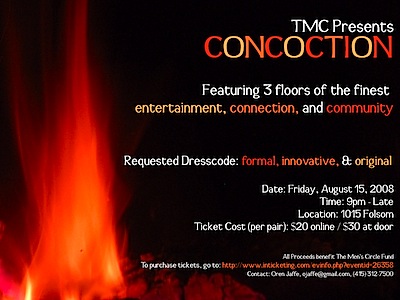 TMC Presents
CONCOCTION
Featuring 3 floors of the finest
entertainment, connection, and community
Requested Dresscode: formal, innovative, & original
Date: Friday, August 15, 2008
Time: 9pm - Late
Location: 1015 Folsom
Ticket Cost (per pair): $20 online / $30 at door
All Proceeds benefit The Men's Circle Fund
To purchase tickets, go to: http://www.inticketing.com/evinfo.php?eventid=26358
Contact: Oren Jaffe, ejaffe@gmail.com, (415) 312-7500